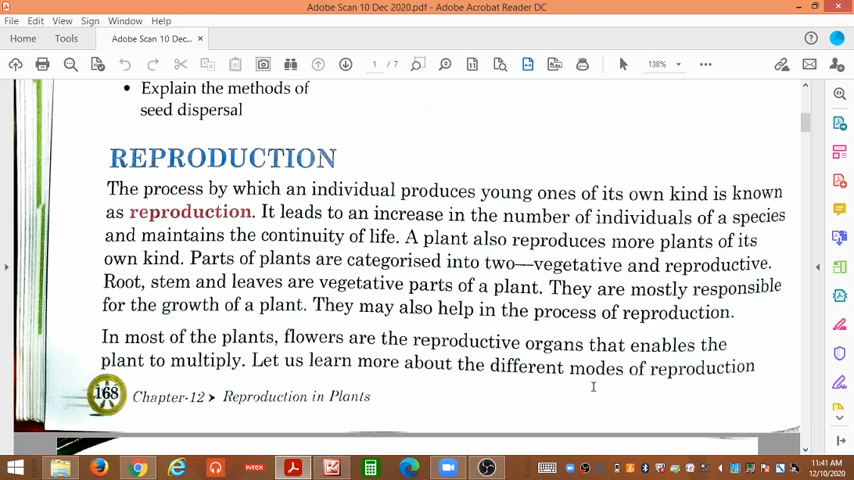 Adobe Scan 10 Dec 2020.pdf - Adobe Acrobat Reader DC
File Edit View Sign Window Help
Home Tools Adobe Scan 10 Dec... ×
1 / 7 138%
• Explain the methods of
seed dispersal
REPRODUCTION
The process by which an individual produces young ones of its own kind is known
as reproduction. It leads to an increase in the number of individuals of a species
and maintains the continuity of life. A plant also reproduces more plants of its
own kind. Parts of plants are categorised into two—vegetative and reproductive.
Root, stem and leaves are vegetative parts of a plant. They are mostly responsible
for the growth of a plant. They may also help in the process of reproduction.
In most of the plants, flowers are the reproductive organs that enables the
plant to multiply. Let us learn more about the different modes of reproduction
168 Chapter-12 > Reproduction in Plants
INTEX
11:41 AM
12/10/2020